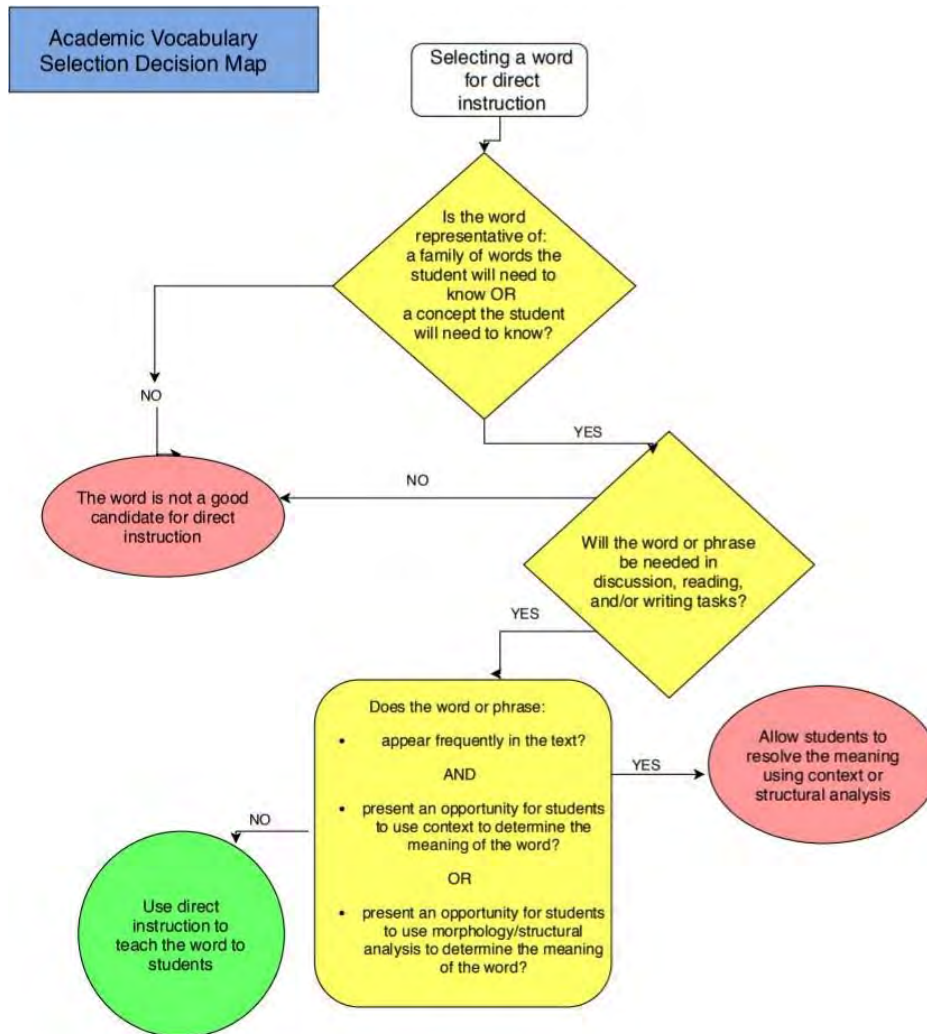 Academic Vocabulary
Selection Decision Map
Selecting a word
for direct
instruction
Is the word
representative of:
a family of words the
student will need to
know OR
a concept the student
will need to know?
NO
YES
The word is not a good
candidate for direct
instruction
NO
Will the word or phrase
be needed in
discussion, reading,
and/or writing tasks?
YES
Does the word or phrase:
• appear frequently in the text?
AND
• present an opportunity for students
to use context to determine the
meaning of the word?
OR
• present an opportunity for students
to use morphology/structural
analysis to determine the meaning
of the word?
YES
Allow students to
resolve the meaning
using context or
structural analysis
NO
Use direct
instruction to
teach the word to
students